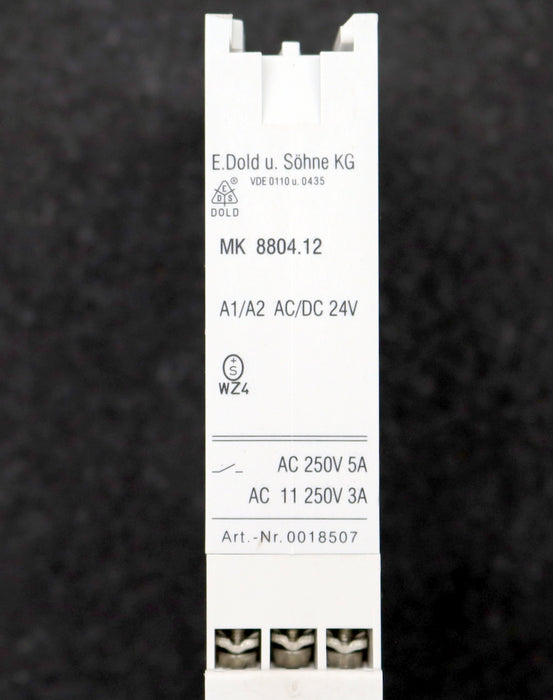 E.Dold u. Söhne KG
VDE 0110 u. 0435
E
D S
®
DOLD
MK 8804.12
A1/A2 AC/DC 24V
+
S
WZ4
AC 250V 5A
AC 11 250V 3A
Art.-Nr. 0018507